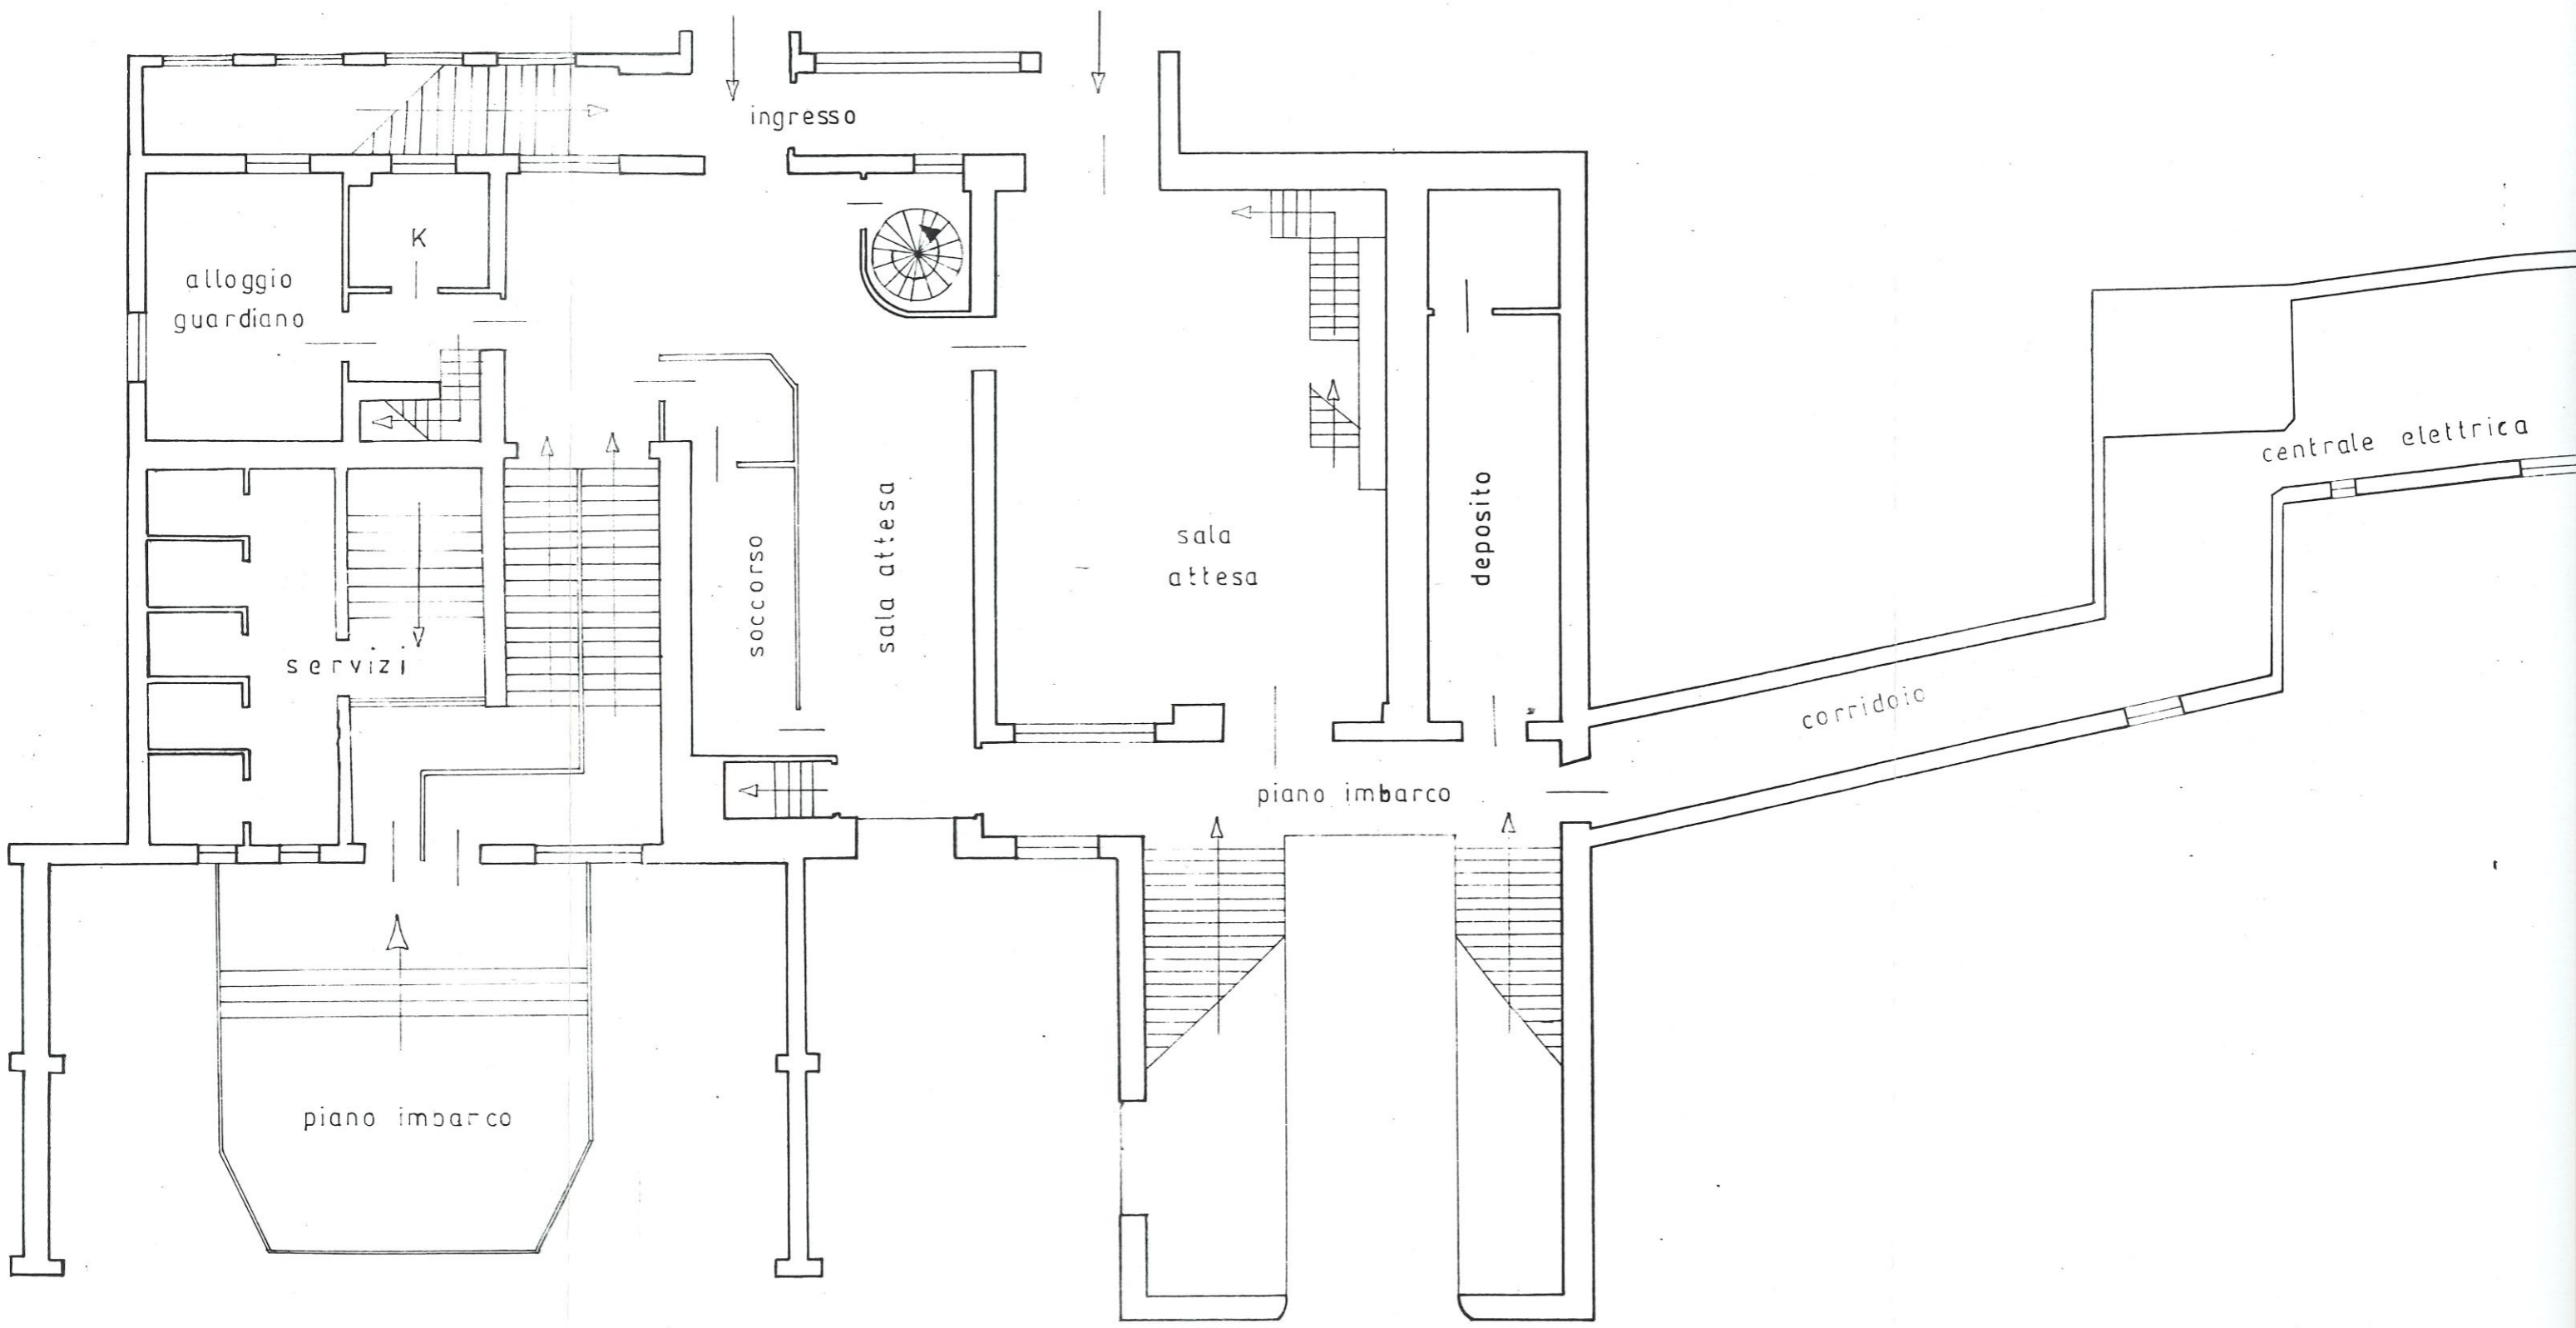 ingresso
K
alloggio
guardiano
centrale elettrica
deposito
soccorso
sala attesa
sala
attesa
servizi
corridoio
piano imbarco
piano imbarco